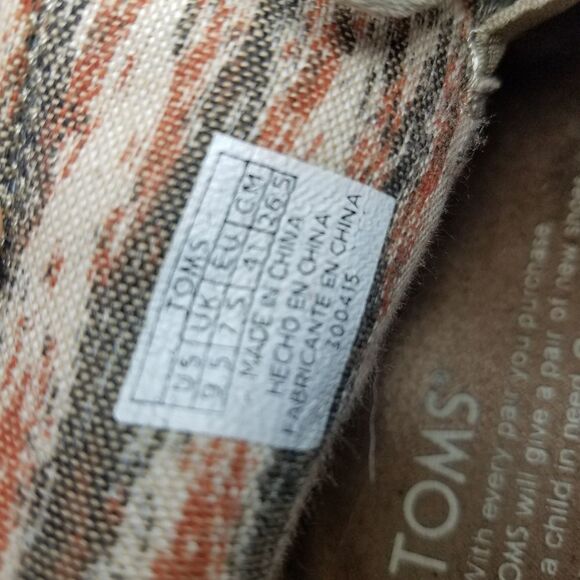 TOMS
US UK EU CM
9.5 7.5 41 26.5
MADE IN CHINA
HECHO EN CHINA
FABRICANTE EN CHINA
300415
TOMS®
With every pair you purchase
TOMS will give a pair of new shoes
a child in need.